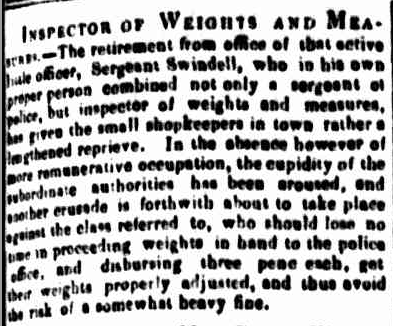 INSPECTOR OF WEIGHTS AND MEA-
SURES.—The retirement from office of that active
little officer, Sergeant Swindell, who in his own
proper person combined not only a sergeant of
police, but inspector of weights and measures,
has given the small shopkeepers in town rather a
lengthened reprieve. In the absence however of
more remunerative occupation, the cupidity of the
subordinate authorities has been aroused, and
another crusade is forthwith about to take place
against the class referred to, who should lose no
time in proceeding weights in hand to the police
office, and disbursing three penc each, get
their weights properly adjusted, and thus avoid
the risk of a somewhat heavy fine.